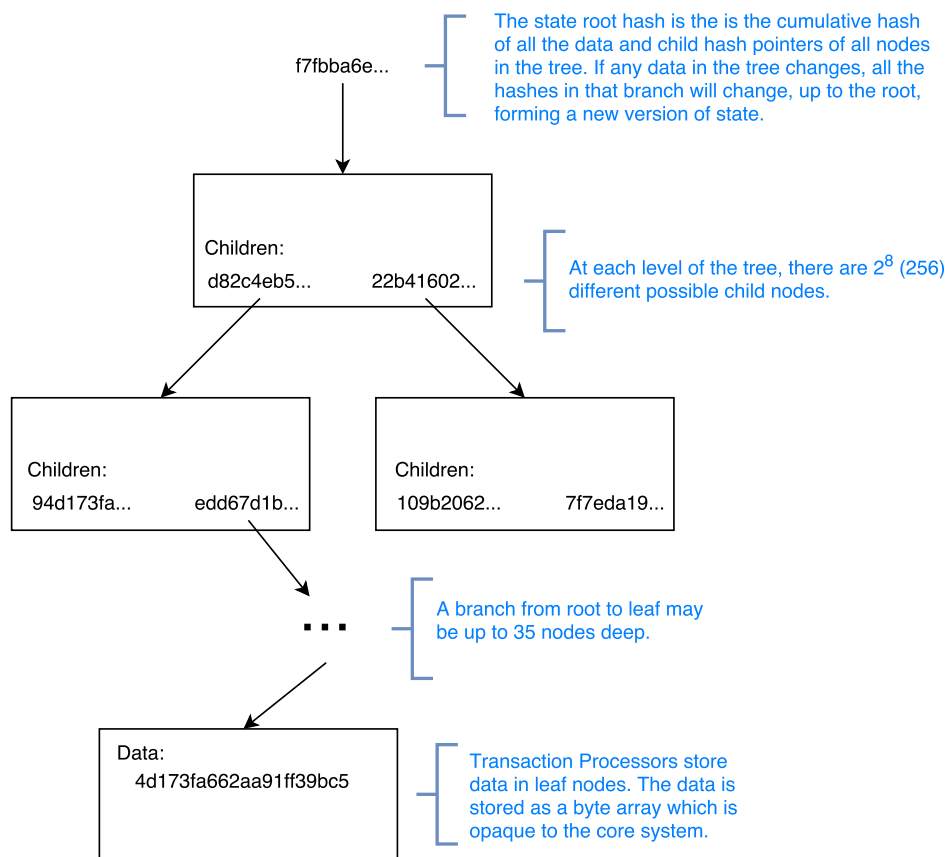 The state root hash is the is the cumulative hash
of all the data and child hash pointers of all nodes
in the tree. If any data in the tree changes, all the
hashes in that branch will change, up to the root,
forming a new version of state.
f7fbba6e...
Children:
d82c4eb5... 22b41602...
At each level of the tree, there are 2⁸ (256)
different possible child nodes.
Children:
94d173fa... edd67d1b...
Children:
109b2062... 7f7eda19...
...
A branch from root to leaf may
be up to 35 nodes deep.
Data:
4d173fa662aa91ff39bc5
Transaction Processors store
data in leaf nodes. The data is
stored as a byte array which is
opaque to the core system.